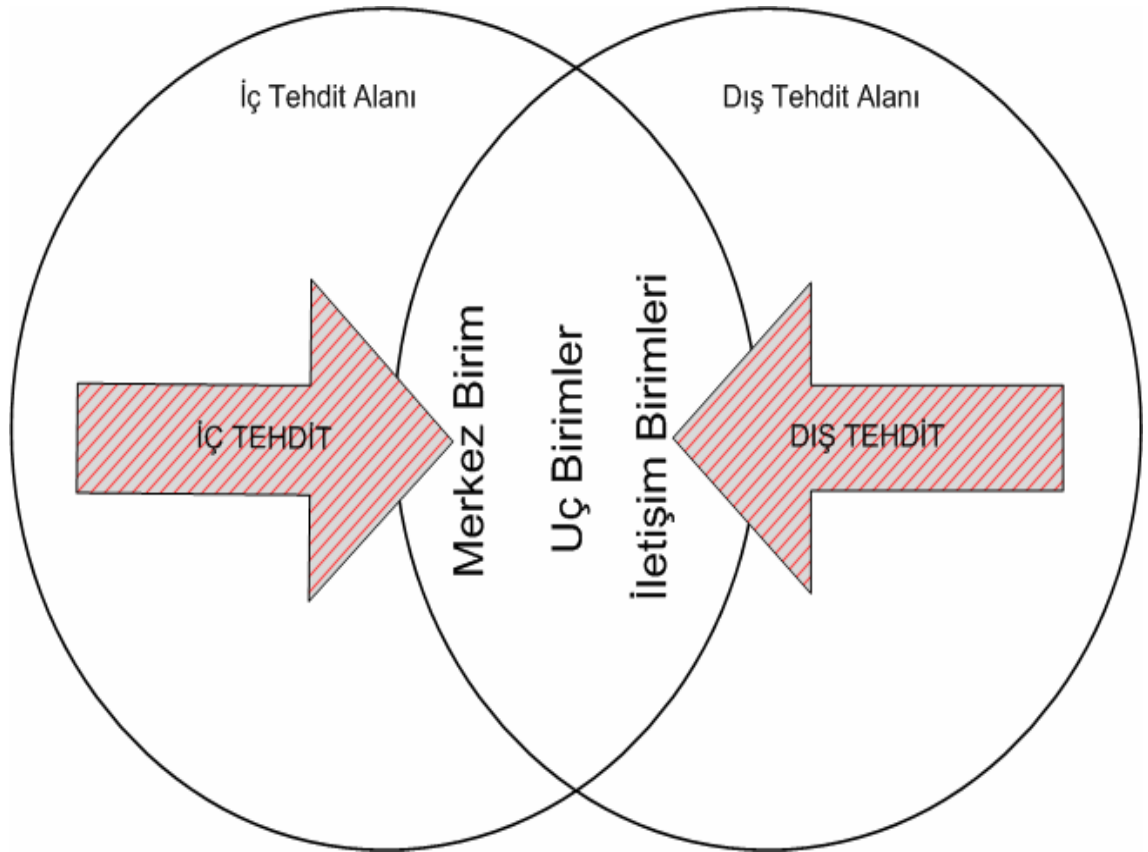 İç Tehdit Alanı
Dış Tehdit Alanı
İÇ TEHDİT
Merkez Birim
Uç Birimler
İletişim Birimleri
DIŞ TEHDİT